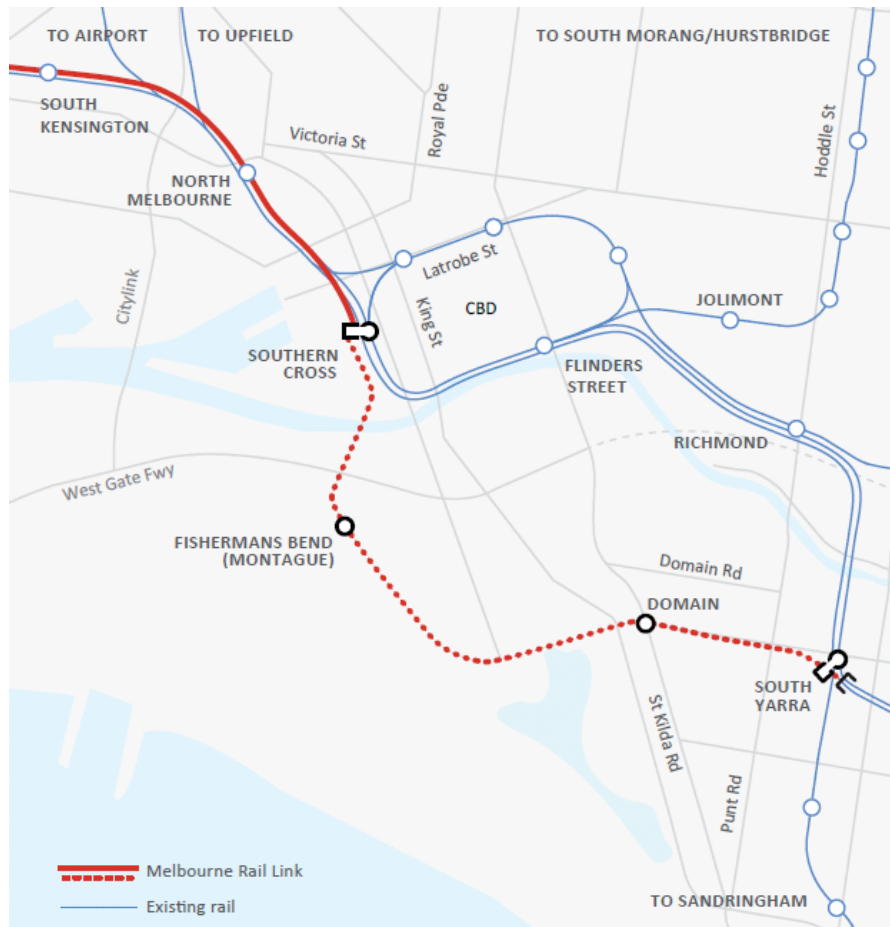 TO AIRPORT
TO UPFIELD
TO SOUTH MORANG/HURSTBRIDGE
SOUTH
KENSINGTON
Victoria St
Royal Pde
Hoddle St
NORTH
MELBOURNE
Citylink
Latrobe St
King St
CBD
JOLIMONT
SOUTHERN
CROSS
FLINDERS
STREET
RICHMOND
West Gate Fwy
FISHERMANS BEND
(MONTAGUE)
Domain Rd
DOMAIN
SOUTH
YARRA
St Kilda Rd
Punt Rd
Melbourne Rail Link
Existing rail
TO SANDRINGHAM